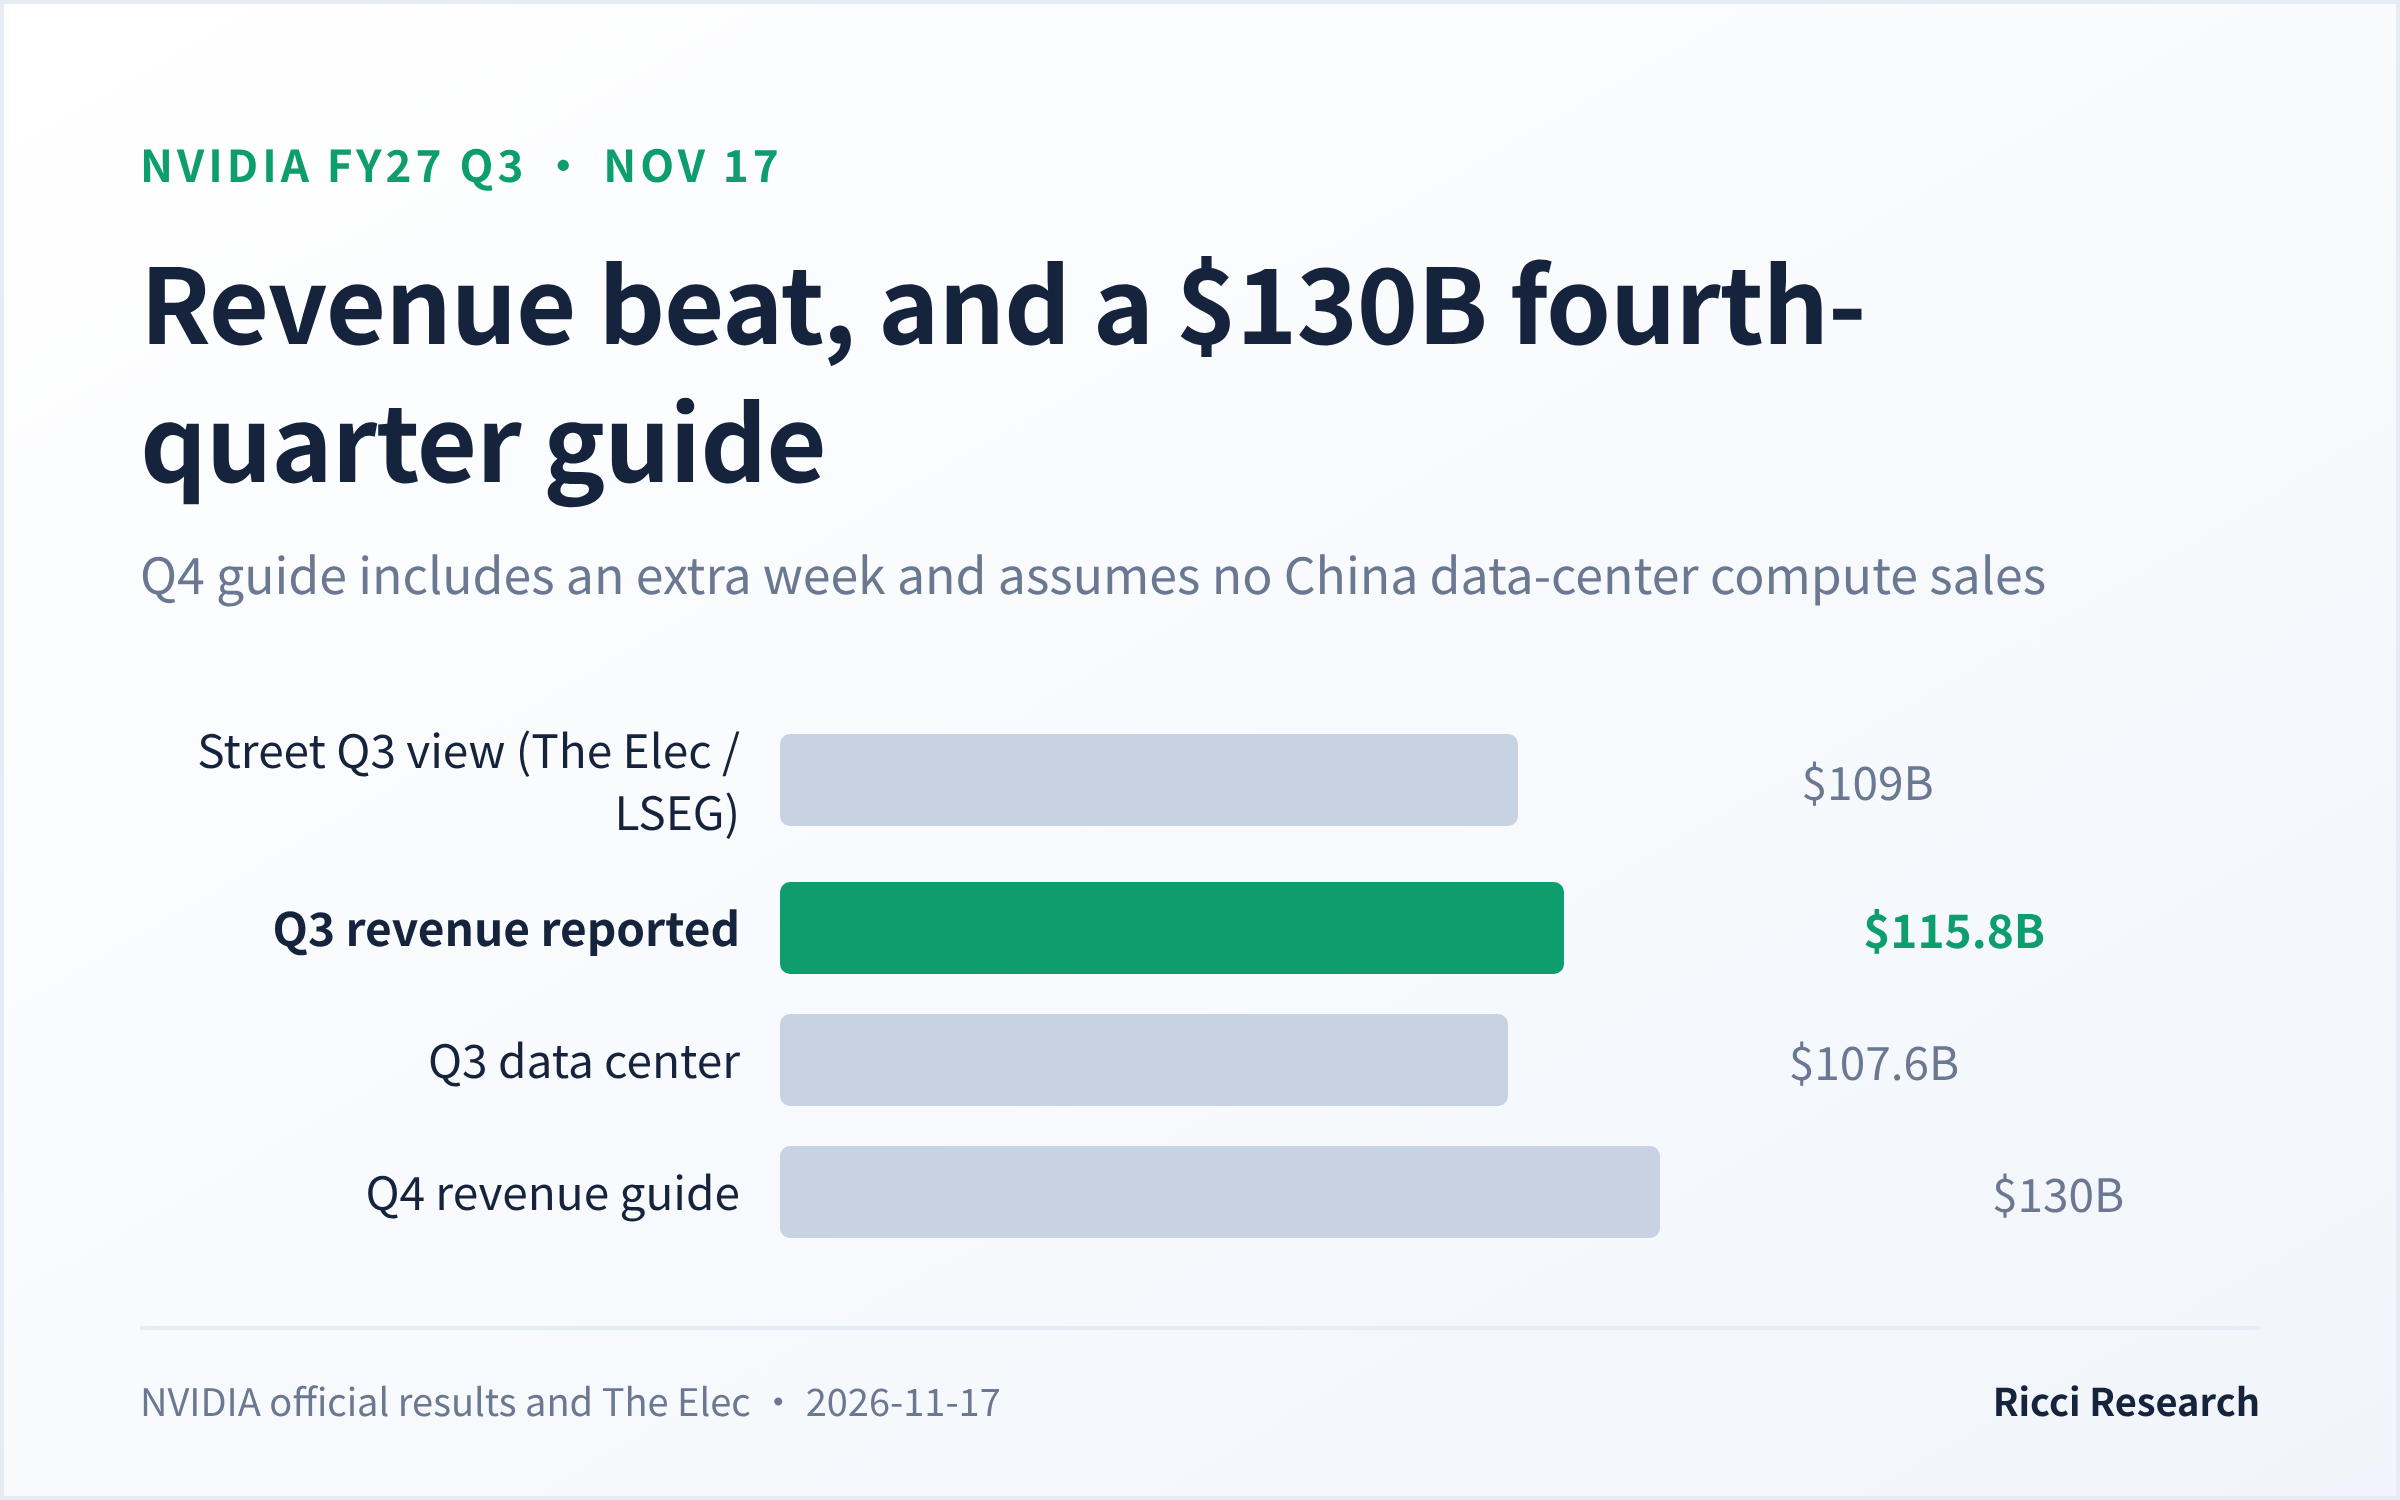 NVIDIA FY27 Q3 • NOV 17
Revenue beat, and a $130B fourth-
quarter guide
Q4 guide includes an extra week and assumes no China data-center compute sales
Street Q3 view (The Elec /
LSEG)
$109B
Q3 revenue reported
$115.8B
Q3 data center
$107.6B
Q4 revenue guide
$130B
NVIDIA official results and The Elec • 2026-11-17
Ricci Research